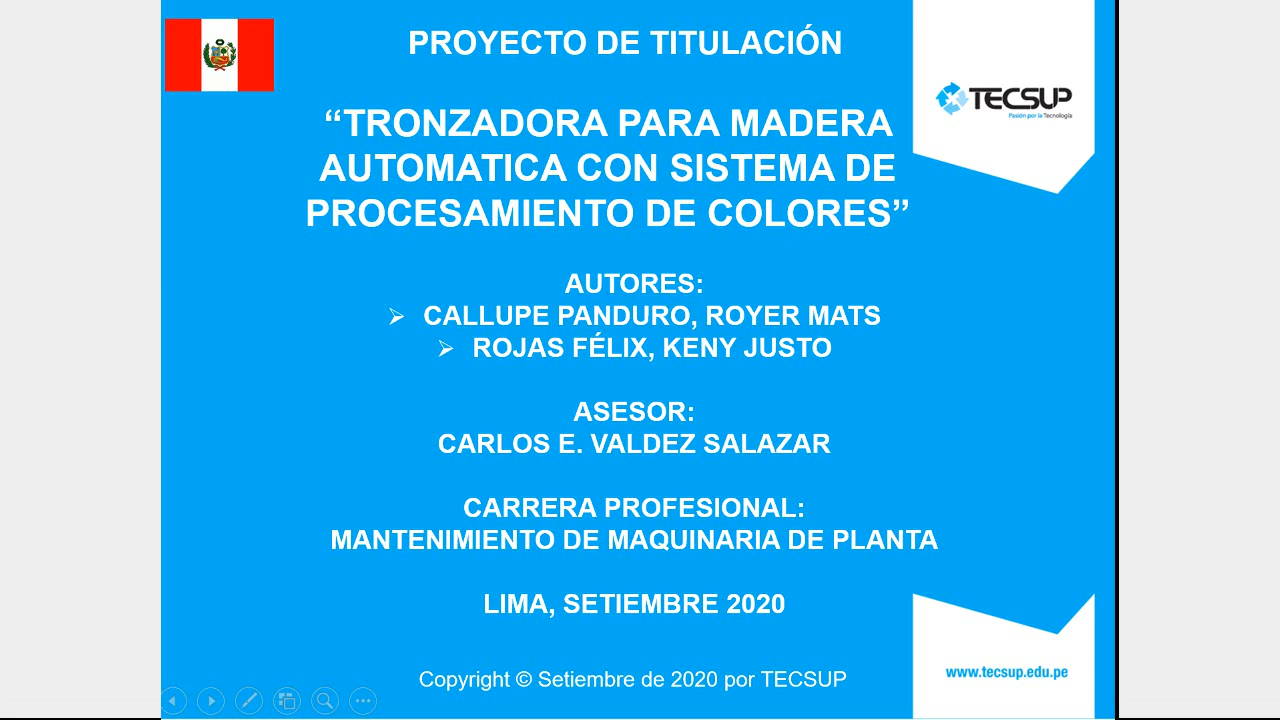 PROYECTO DE TITULACIÓN
“TRONZADORA PARA MADERA
AUTOMATICA CON SISTEMA DE
PROCESAMIENTO DE COLORES”
TECSUP
Pasión por la Tecnología
AUTORES:
➢ CALLUPE PANDURO, ROYER MATS
➢ ROJAS FÉLIX, KENY JUSTO
ASESOR:
CARLOS E. VALDEZ SALAZAR
CARRERA PROFESIONAL:
MANTENIMIENTO DE MAQUINARIA DE PLANTA
LIMA, SETIEMBRE 2020
www.tecsup.edu.pe
Copyright © Setiembre de 2020 por TECSUP